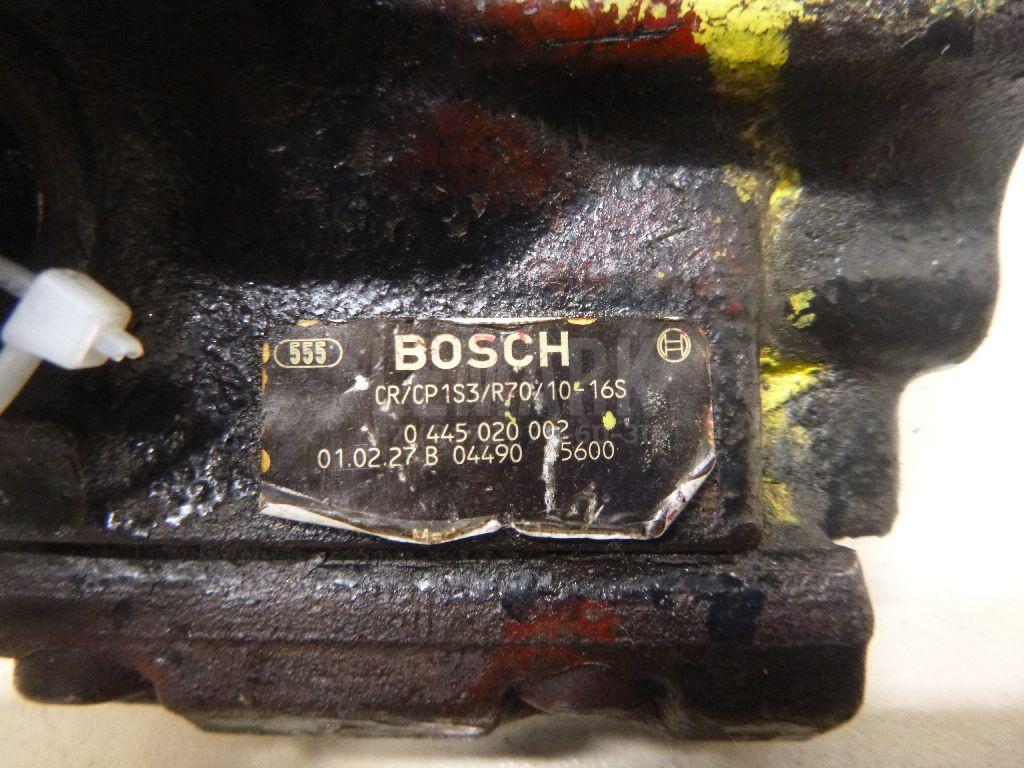 555 BOSCH
CR/CP1S3/R70/10-16S
0 445 020 002
01.02.27 B 04490 5600